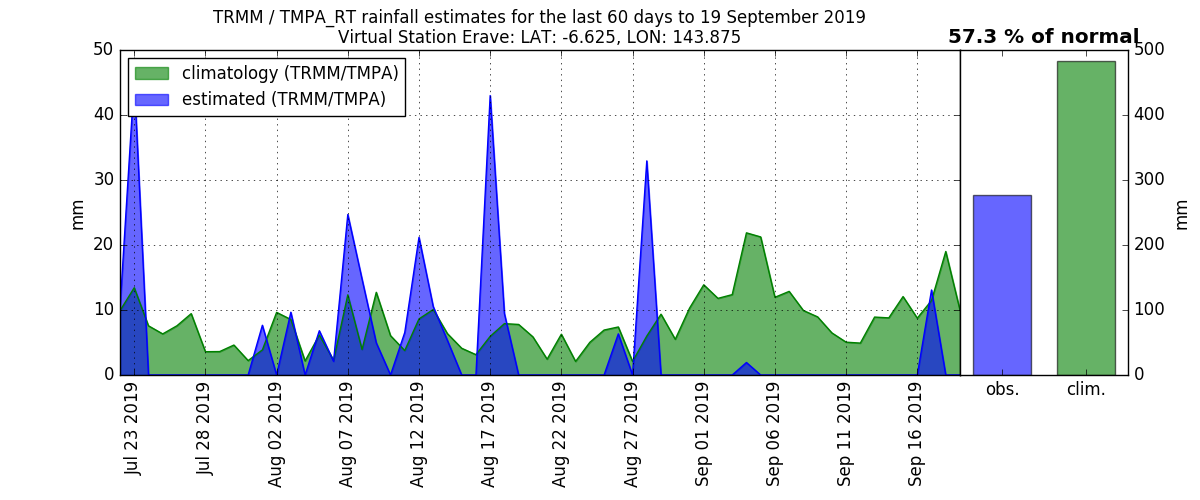 TRMM / TMPA_RT rainfall estimates for the last 60 days to 19 September 2019
Virtual Station Erave: LAT: -6.625, LON: 143.875
57.3 % of normal
climatology (TRMM/TMPA)
estimated (TRMM/TMPA)
50
40
30
20
10
0
mm
Jul 23 2019
Jul 28 2019
Aug 02 2019
Aug 07 2019
Aug 12 2019
Aug 17 2019
Aug 22 2019
Aug 27 2019
Sep 01 2019
Sep 06 2019
Sep 11 2019
Sep 16 2019
500
400
300
200
100
0
mm
obs.
clim.